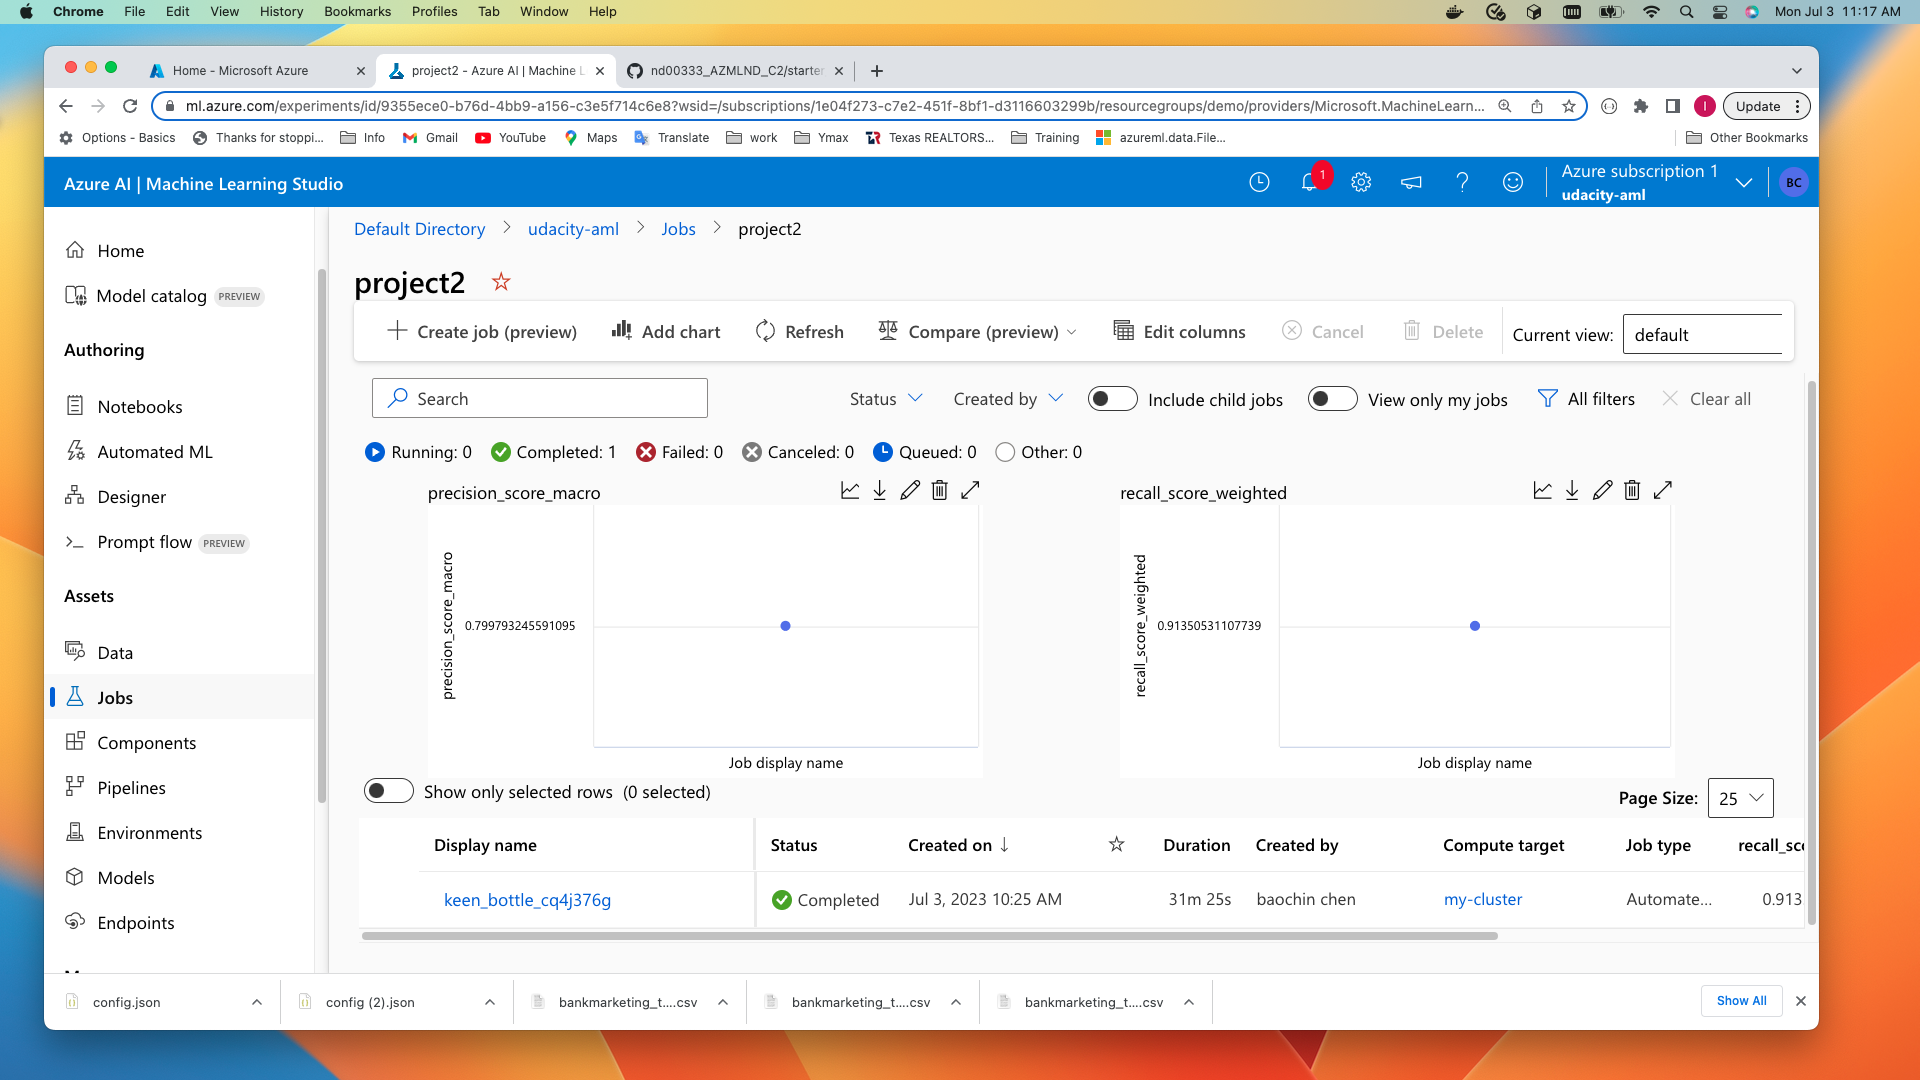 Chrome File Edit View History Bookmarks Profiles Tab Window Help Mon Jul 3 11:17 AM
Home - Microsoft Azure project2 - Azure AI | Machine L nd00333_AZMLND_C2/starter
ml.azure.com/experiments/id/9355ece0-b76d-4bb9-a156-c3e5f714c6e8?wsid=/subscriptions/1e04f273-c7e2-451f-8bf1-d3116603299b/resourcegroups/demo/providers/Microsoft.MachineLearn... I Update
Options - Basics Thanks for stoppi... Info Gmail YouTube Maps Translate work Ymax Texas REALTORS... Training azureml.data.File... Other Bookmarks
Azure AI | Machine Learning Studio 1 Azure subscription 1 BC
udacity-aml
Default Directory > udacity-aml > Jobs > project2
Home
Model catalog PREVIEW
Authoring
Notebooks
Automated ML
Designer
Prompt flow PREVIEW
Assets
Data
Jobs
Components
Pipelines
Environments
Models
Endpoints
project2
Create job (preview) Add chart Refresh Compare (preview) Edit columns Cancel Delete Current view: default
Search Status Created by Include child jobs View only my jobs All filters Clear all
Running: 0 Completed: 1 Failed: 0 Canceled: 0 Queued: 0 Other: 0
precision_score_macro
precision_score_macro
0.799793245591095
Job display name
recall_score_weighted
recall_score_weighted
0.91350531107739
Job display name
Show only selected rows (0 selected) Page Size: 25
Display name Status Created on ↓ Duration Created by Compute target Job type recall_sc
keen_bottle_cq4j376g Completed Jul 3, 2023 10:25 AM 31m 25s baochin chen my-cluster Automate... 0.913
config.json config (2).json bankmarketing_t....csv bankmarketing_t....csv bankmarketing_t....csv Show All